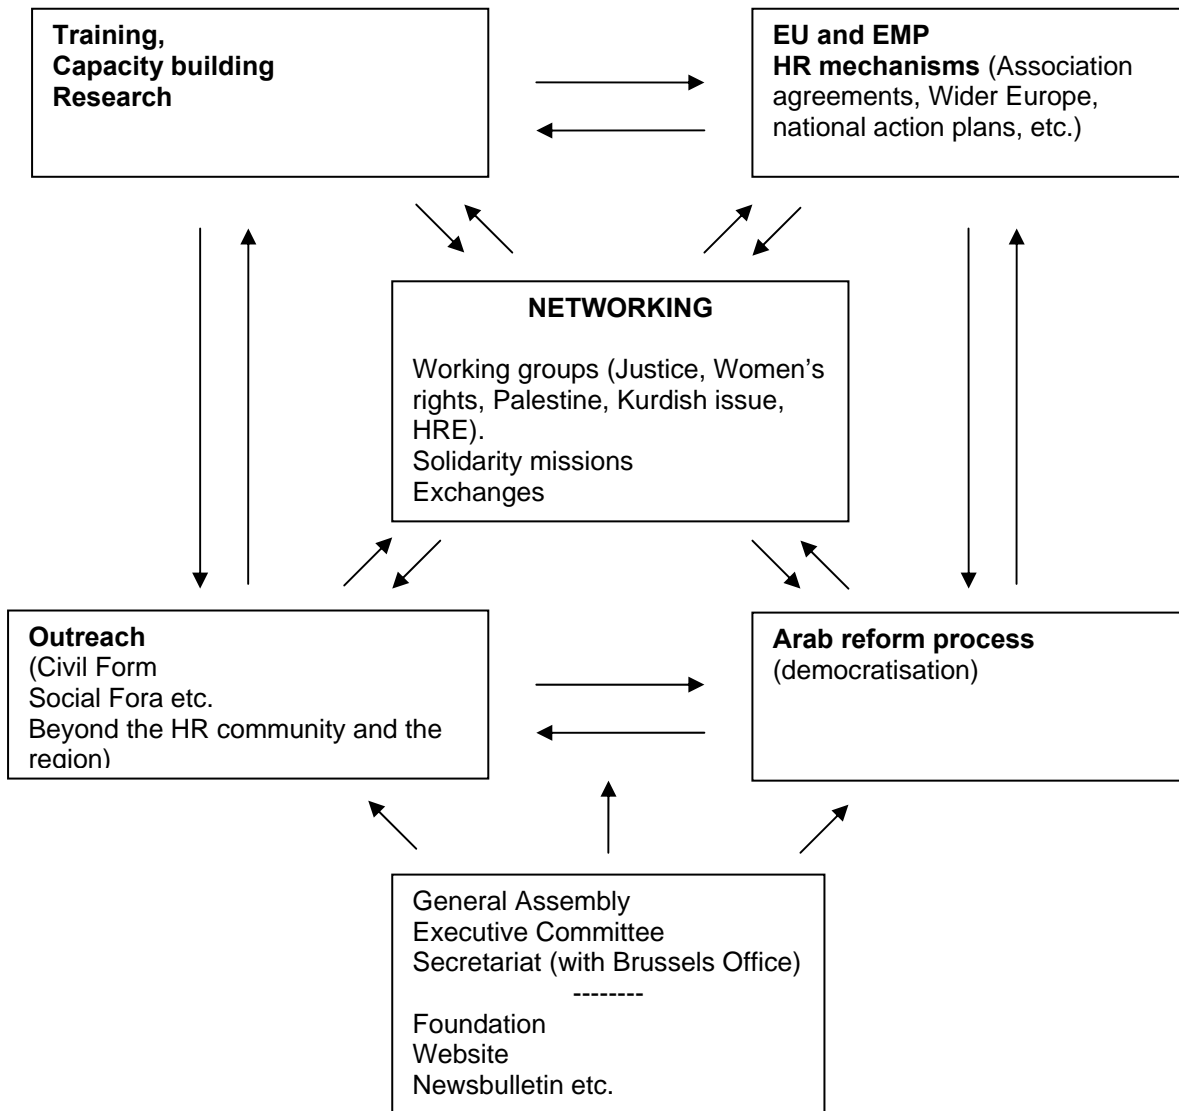 Training,
Capacity building
Research
EU and EMP
HR mechanisms (Association
agreements, Wider Europe,
national action plans, etc.)
NETWORKING
Working groups (Justice, Women’s
rights, Palestine, Kurdish issue,
HRE).
Solidarity missions
Exchanges
Outreach
(Civil Form
Social Fora etc.
Beyond the HR community and the
region)
Arab reform process
(democratisation)
General Assembly
Executive Committee
Secretariat (with Brussels Office)
--------
Foundation
Website
Newsbulletin etc.